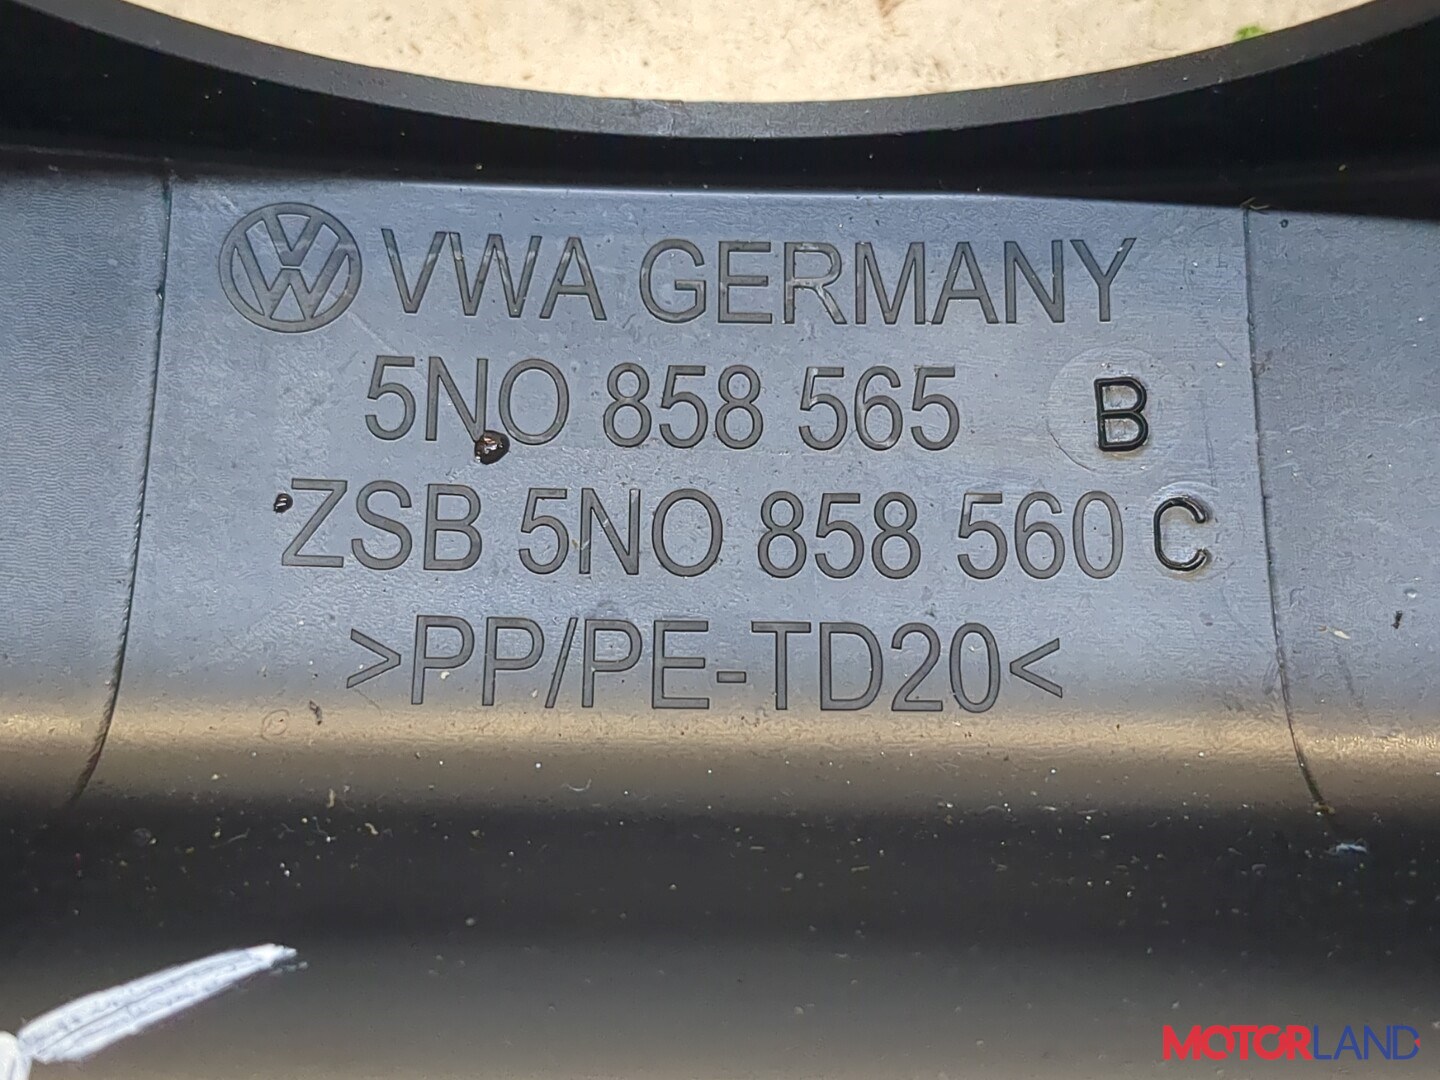 VWA GERMANY
5N0 858 565 B
ZSB 5N0 858 560 C
>PP/PE-TD20<
MOTORLAND